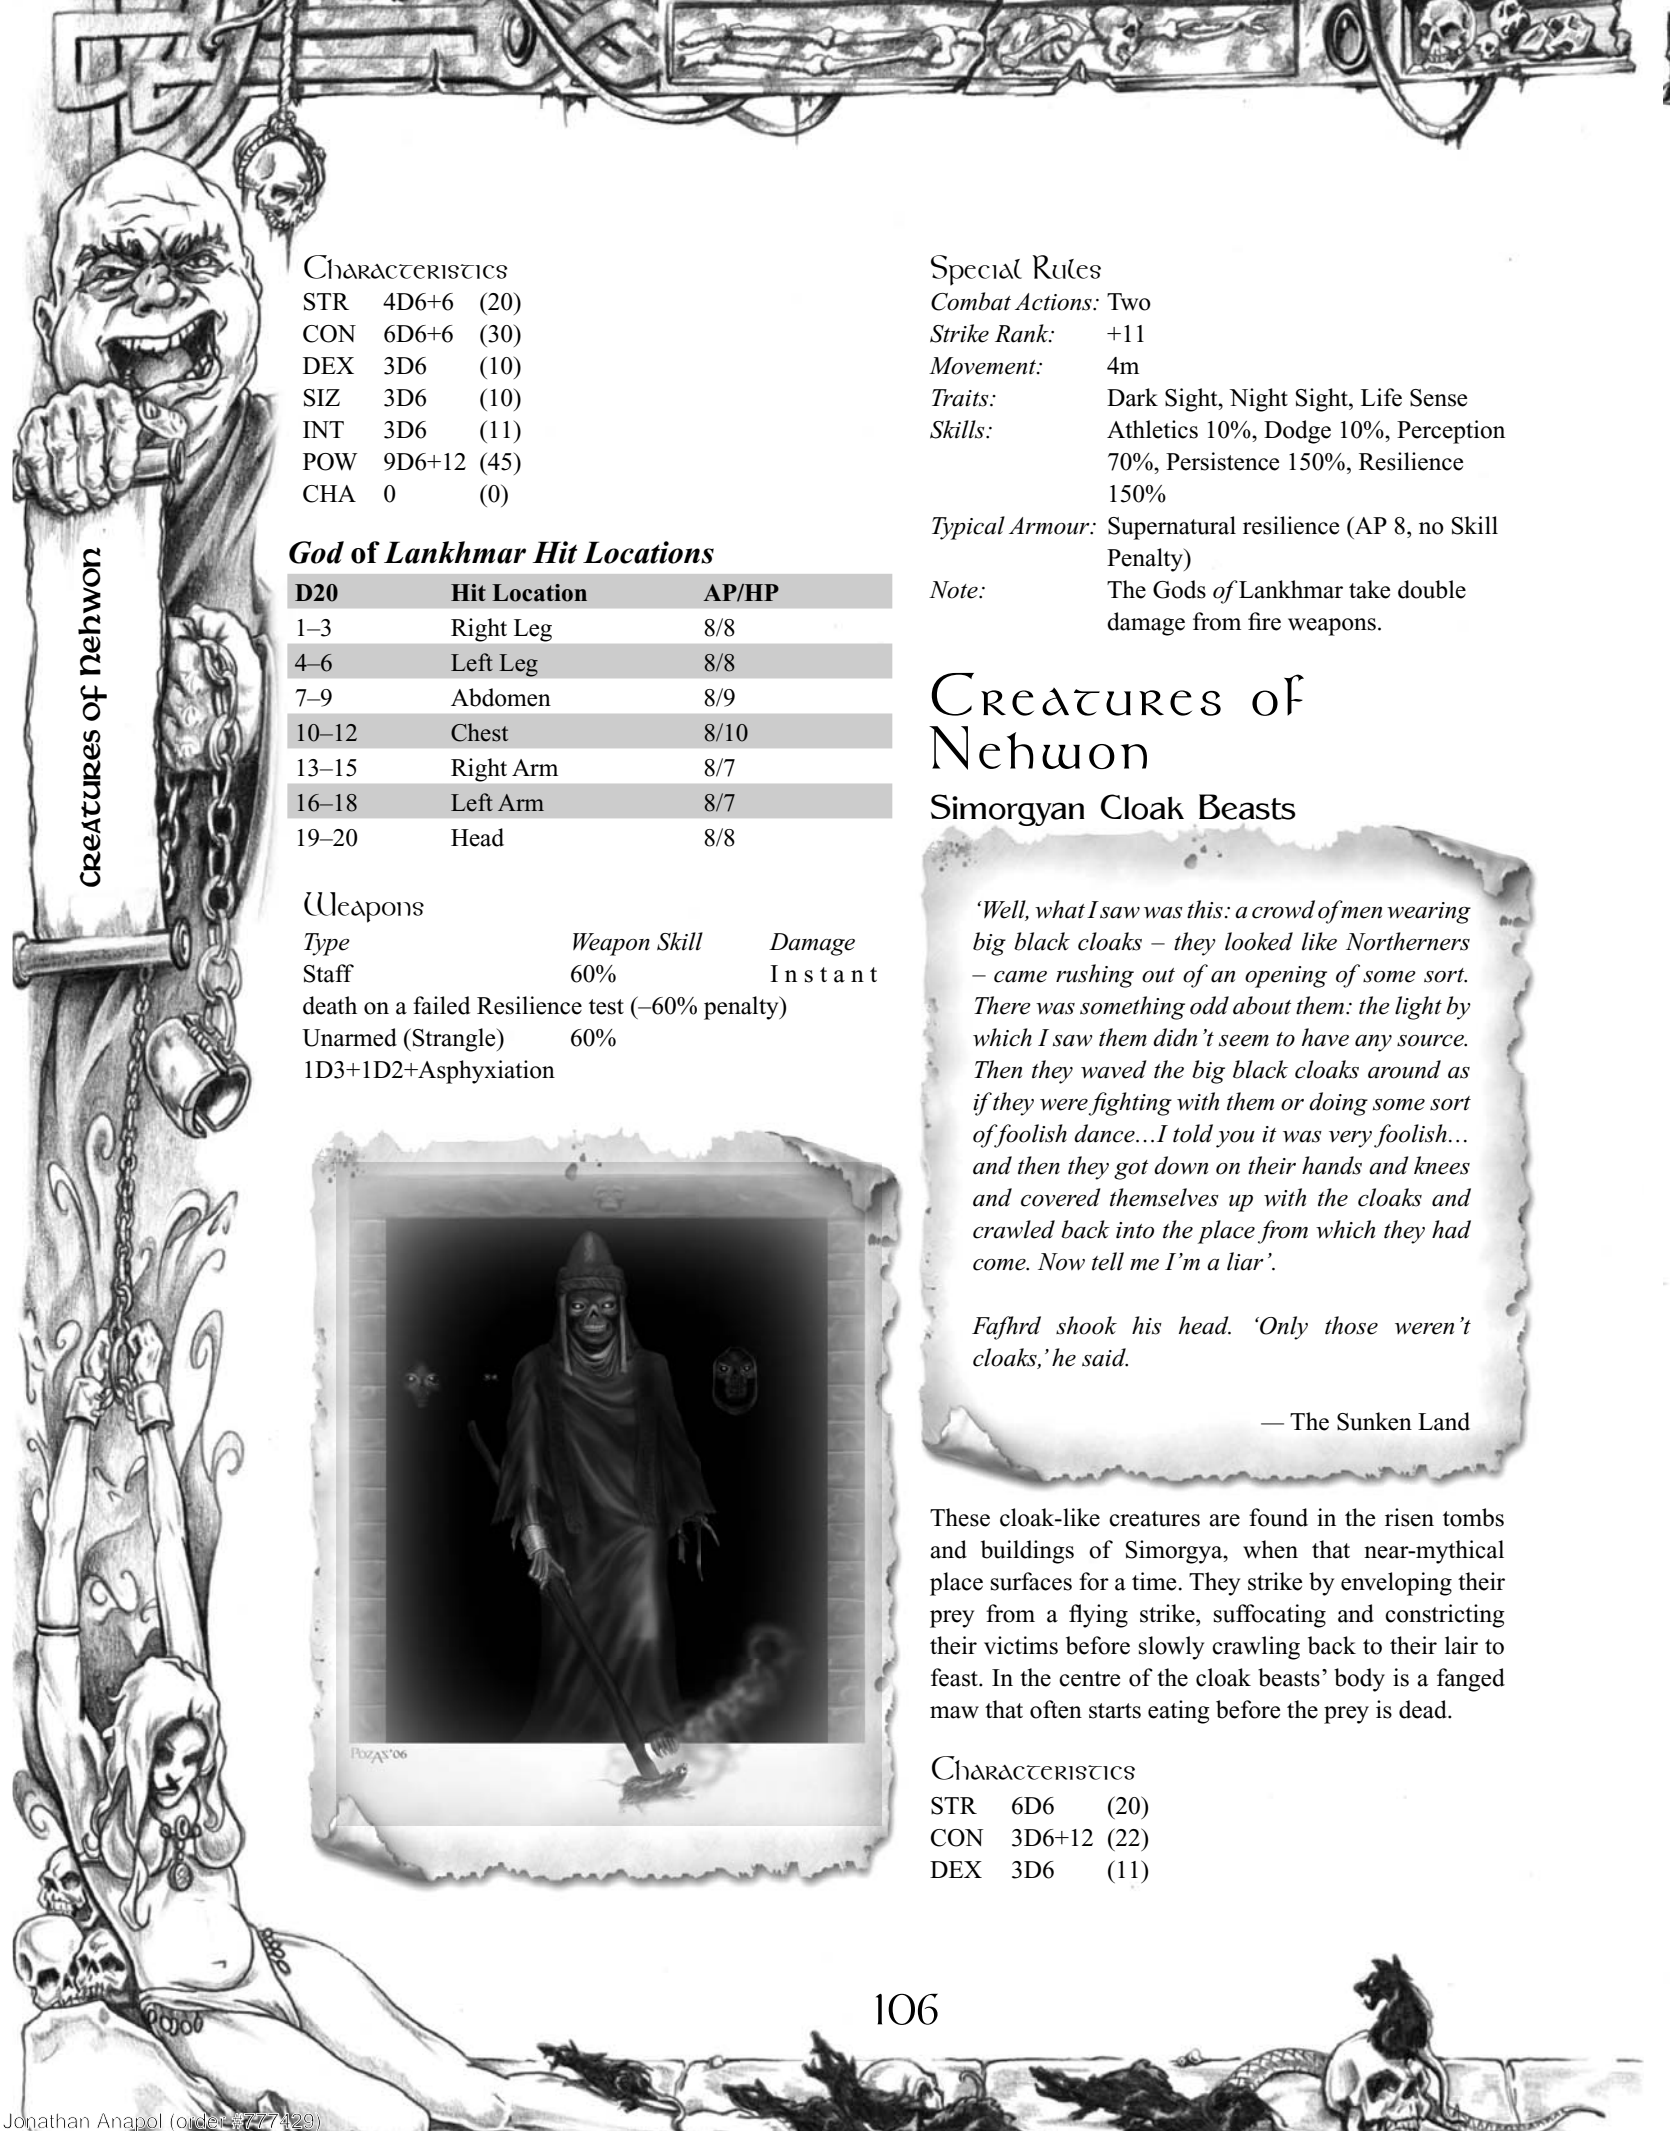 Creatures of Nehwon
Characteristics
STR 4D6+6 (20)
CON 6D6+6 (30)
DEX 3D6 (10)
SIZ 3D6 (10)
INT 3D6 (11)
POW 9D6+12 (45)
CHA 0 (0)
God of Lankhmar Hit Locations
D20 Hit Location AP/HP
1–3 Right Leg 8/8
4–6 Left Leg 8/8
7–9 Abdomen 8/9
10–12 Chest 8/10
13–15 Right Arm 8/7
16–18 Left Arm 8/7
19–20 Head 8/8
Weapons
Type Weapon Skill Damage
Staff 60% Instant
death on a failed Resilience test (–60% penalty)
Unarmed (Strangle) 60%
1D3+1D2+Asphyxiation
POZAS'06
Special Rules
Combat Actions: Two
Strike Rank: +11
Movement: 4m
Traits: Dark Sight, Night Sight, Life Sense
Skills: Athletics 10%, Dodge 10%, Perception
70%, Persistence 150%, Resilience
150%
Typical Armour: Supernatural resilience (AP 8, no Skill
Penalty)
Note: The Gods of Lankhmar take double
damage from fire weapons.
Creatures of
Nehwon
Simorgyan Cloak Beasts
‘Well, what I saw was this: a crowd of men wearing
big black cloaks – they looked like Northerners
– came rushing out of an opening of some sort.
There was something odd about them: the light by
which I saw them didn’t seem to have any source.
Then they waved the big black cloaks around as
if they were fighting with them or doing some sort
of foolish dance…I told you it was very foolish…
and then they got down on their hands and knees
and covered themselves up with the cloaks and
crawled back into the place from which they had
come. Now tell me I’m a liar’.
Fafhrd shook his head. ‘Only those weren’t
cloaks,’ he said.
— The Sunken Land
These cloak-like creatures are found in the risen tombs
and buildings of Simorgya, when that near-mythical
place surfaces for a time. They strike by enveloping their
prey from a flying strike, suffocating and constricting
their victims before slowly crawling back to their lair to
feast. In the centre of the cloak beasts’ body is a fanged
maw that often starts eating before the prey is dead.
Characteristics
STR 6D6 (20)
CON 3D6+12 (22)
DEX 3D6 (11)
106
Jonathan Anapol (order #777429)